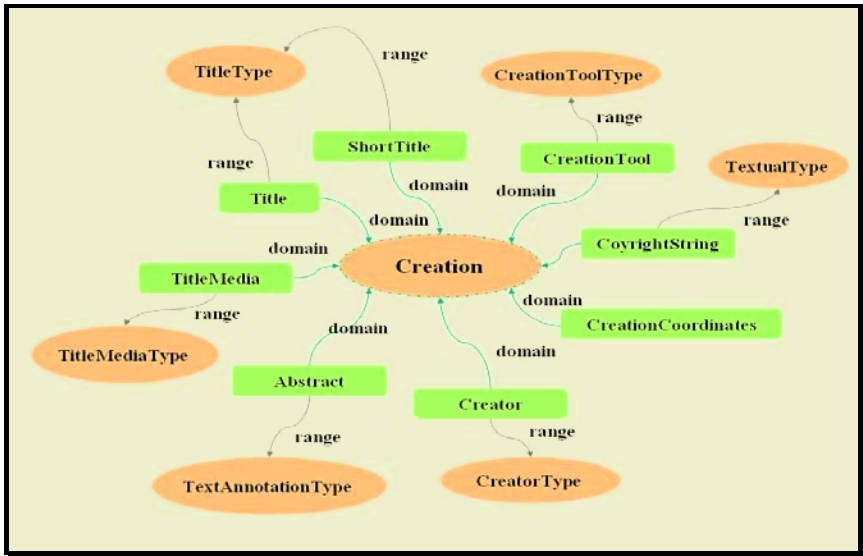 range
TitleType
CreationToolType
range
ShortTitle
CreationTool
range
TextualType
domain
domain
Title
domain
range
CoyrightString
domain
Creation
TitleMedia
domain
range
CreationCoordinates
domain
TitleMediaType
domain
Abstract
Creator
range
range
TextAnnotationType
CreatorType